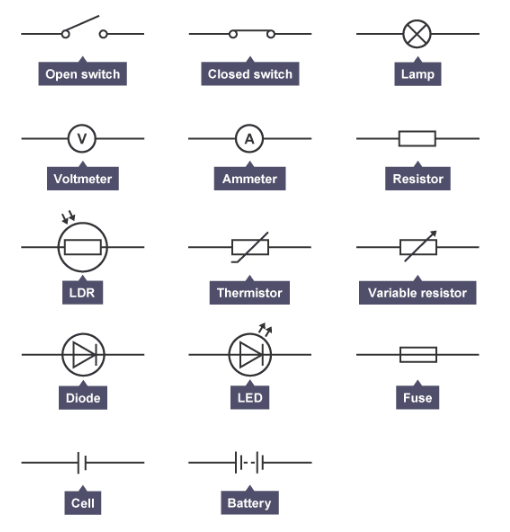 Open switch
Closed switch
Lamp
V
A
Voltmeter
Ammeter
Resistor
LDR
Thermistor
Variable resistor
Diode
LED
Fuse
Cell
Battery